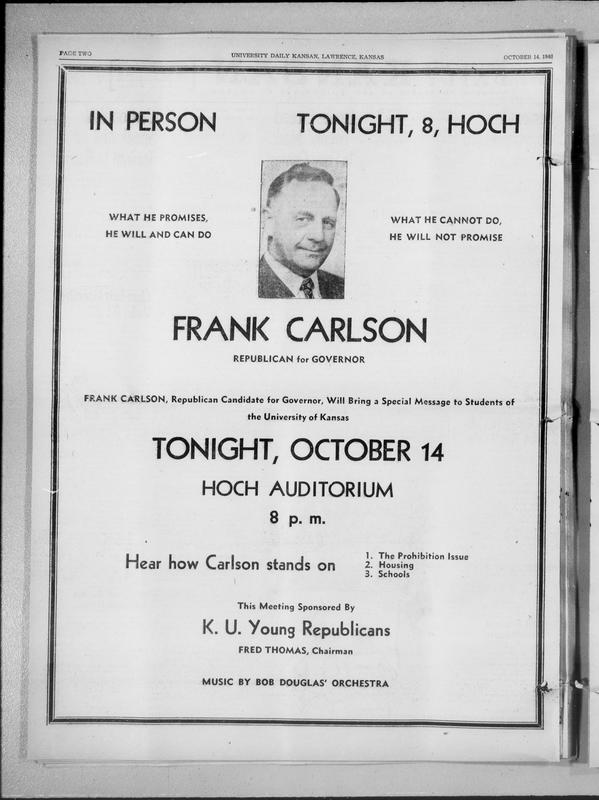 PAGE TWO
UNIVERSITY DAILY KANSAN, LAWRENCE, KANSAS
OCTOBER 14, 1946
IN PERSON
TONIGHT, 8, HOCH
WHAT HE PROMISES,
HE WILL AND CAN DO
WHAT HE CANNOT DO,
HE WILL NOT PROMISE
FRANK CARLSON
REPUBLICAN for GOVERNOR
FRANK CARLSON, Republican Candidate for Governor, Will Bring a Special Message to Students of
the University of Kansas
TONIGHT, OCTOBER 14
HOCH AUDITORIUM
8 p. m.
Hear how Carlson stands on
1. The Prohibition Issue
2. Housing
3. Schools
This Meeting Sponsored By
K. U. Young Republicans
FRED THOMAS, Chairman
MUSIC BY BOB DOUGLAS' ORCHESTRA